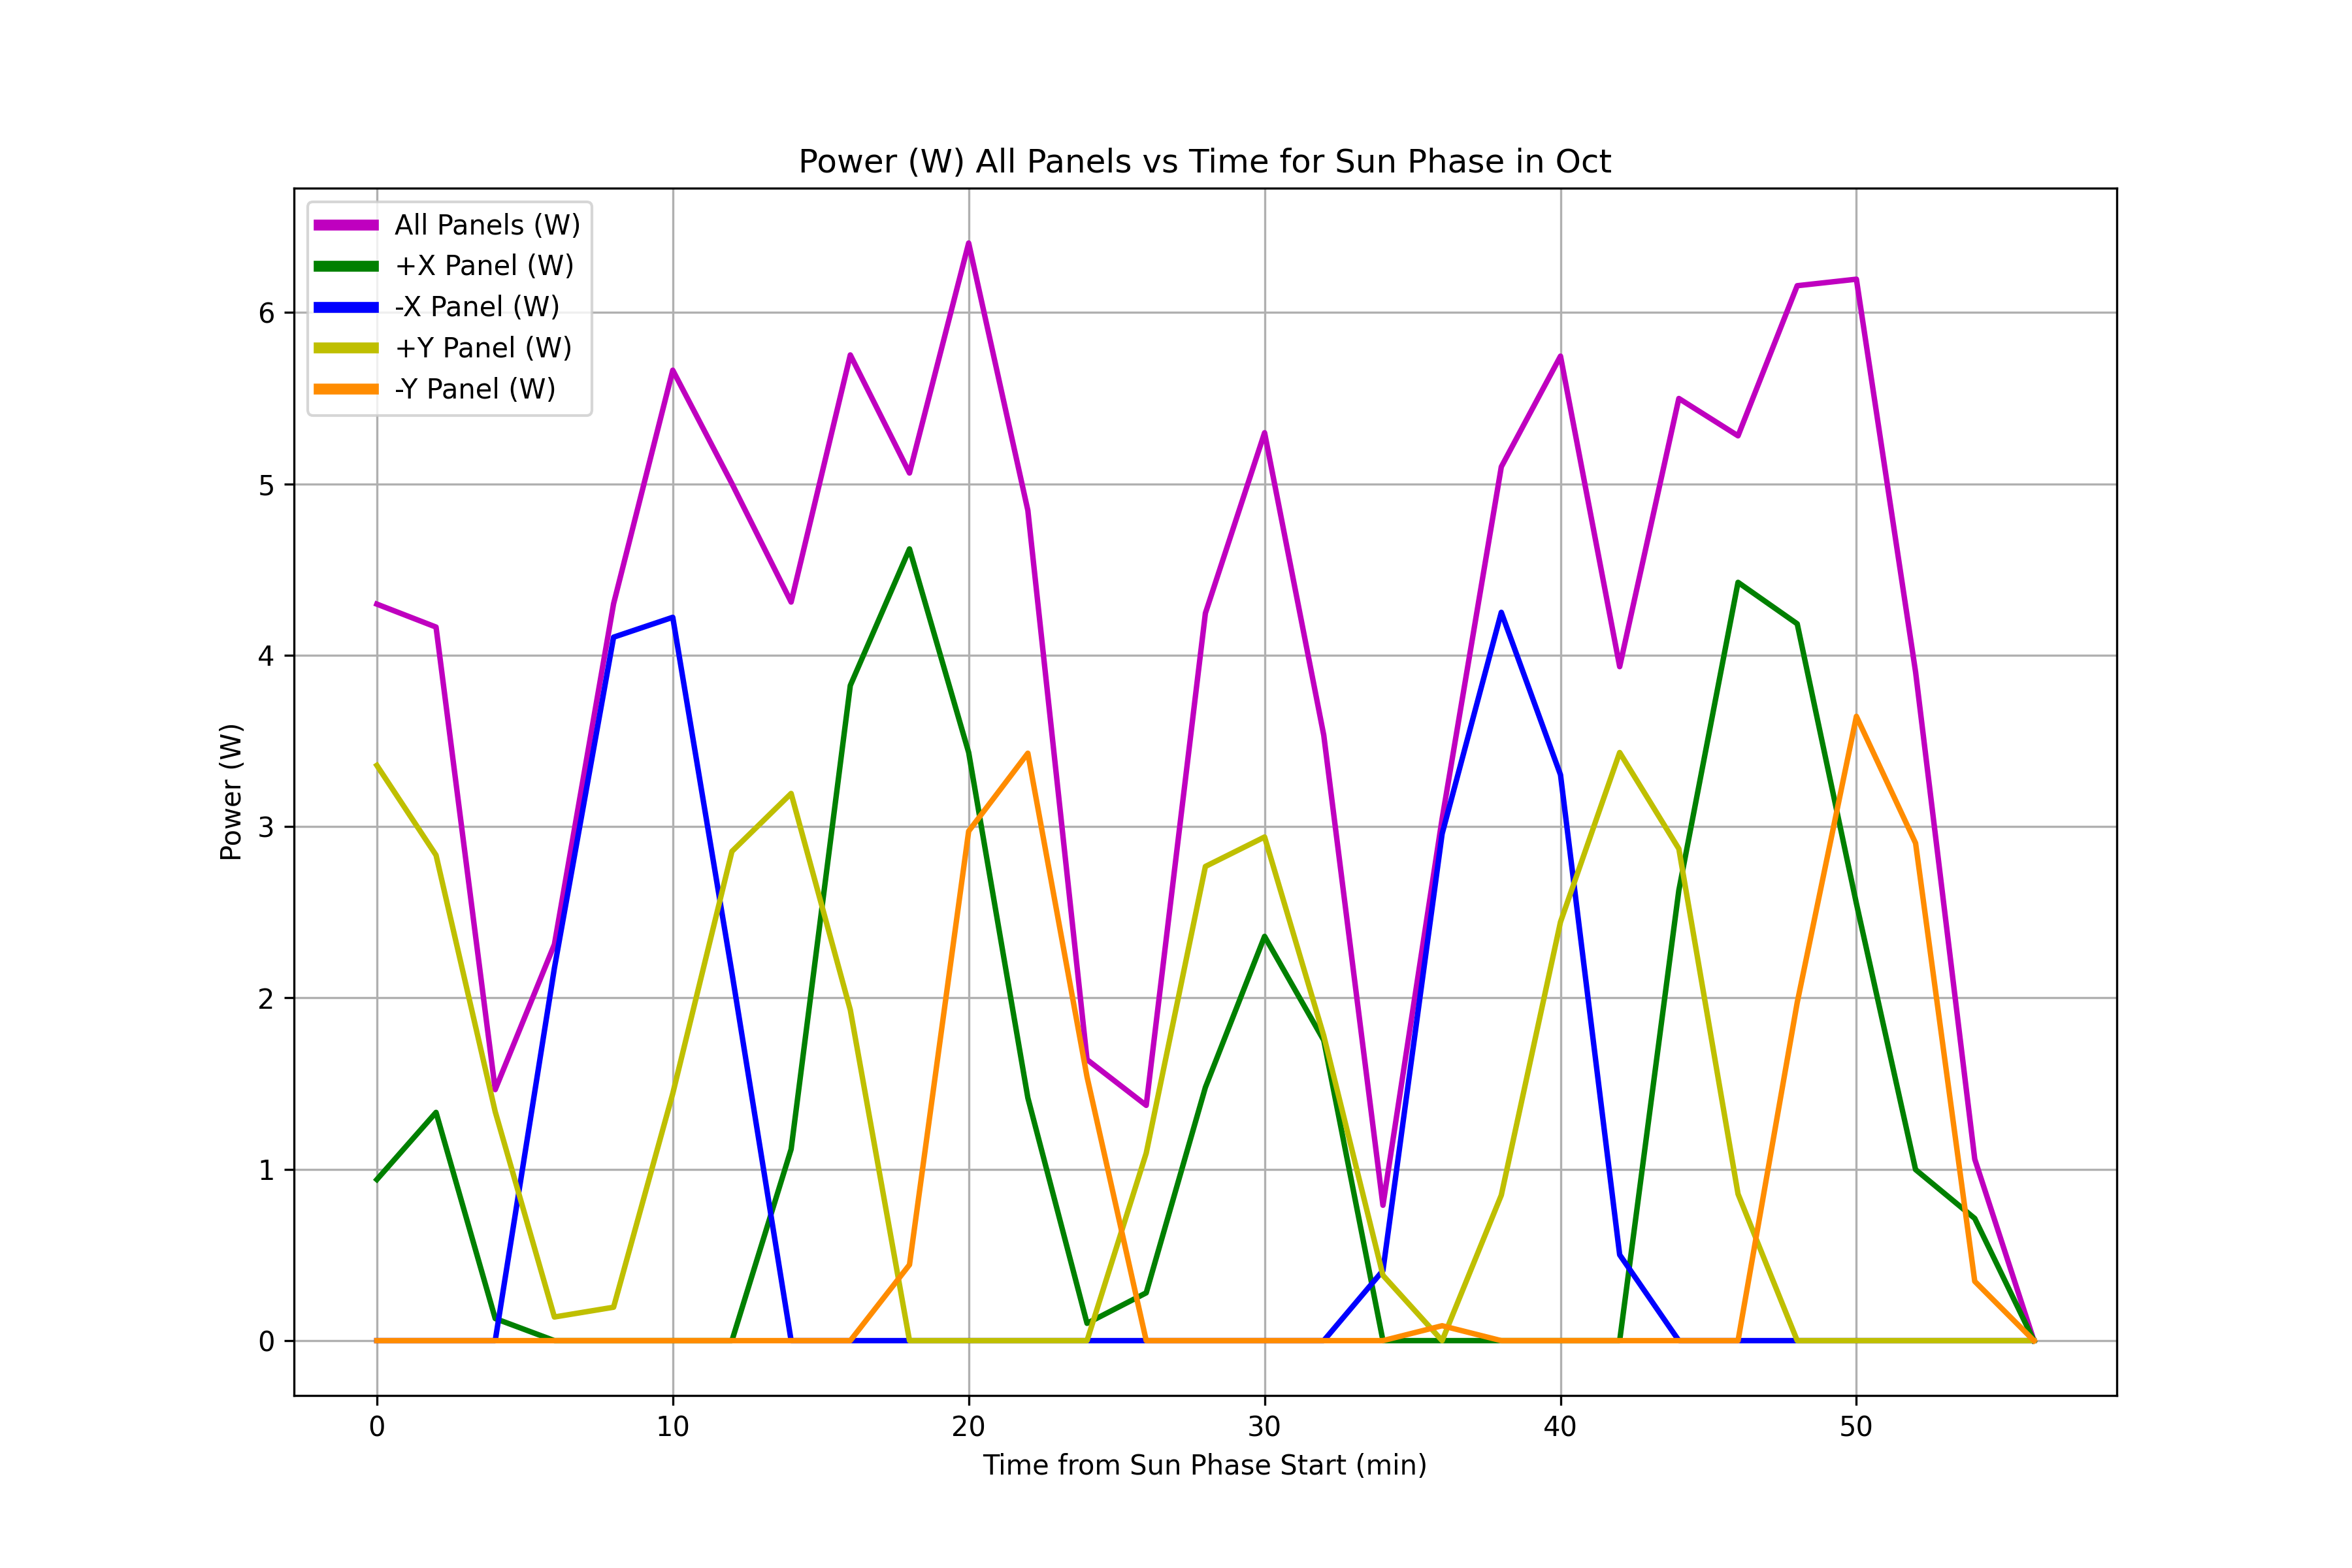 Power (W) All Panels vs Time for Sun Phase in Oct
All Panels (W)
+X Panel (W)
-X Panel (W)
+Y Panel (W)
-Y Panel (W)
6
5
4
3
2
1
0
Power (W)
0 10 20 30 40 50
Time from Sun Phase Start (min)